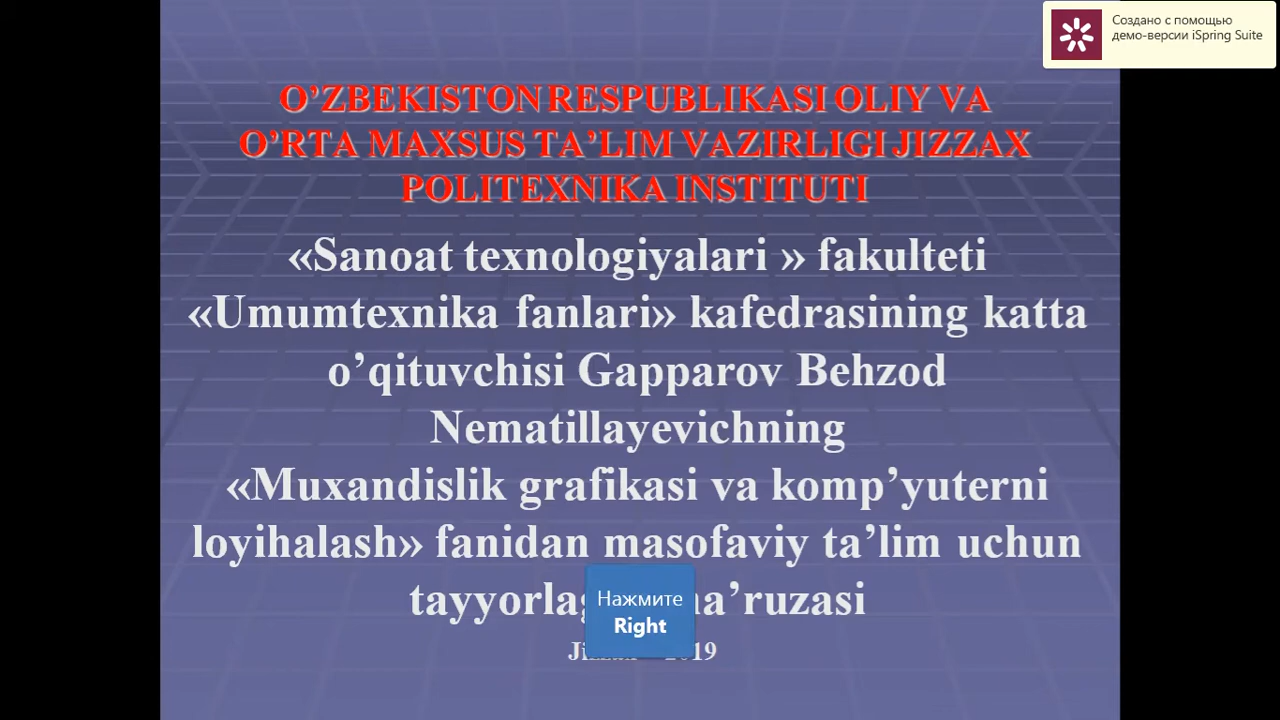 Создано с помощью
демо-версии iSpring Suite
O’ZBEKISTON RESPUBLIKASI OLIY VA
O’RTA MAXSUS TA’LIM VAZIRLIGI JIZZAX
POLITEXNIKA INSTITUTI
«Sanoat texnologiyalari » fakulteti
«Umumtexnika fanlari» kafedrasining katta
o’qituvchisi Gapparov Behzod
Nematillayevichning
«Muxandislik grafikasi va komp’yuterni
loyihalash» fanidan masofaviy ta’lim uchun
Нажмите
Right